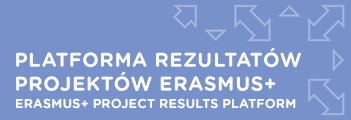 PLATFORMA REZULTATÓW
PROJEKTÓW ERASMUS+
ERASMUS+ PROJECT RESULTS PLATFORM